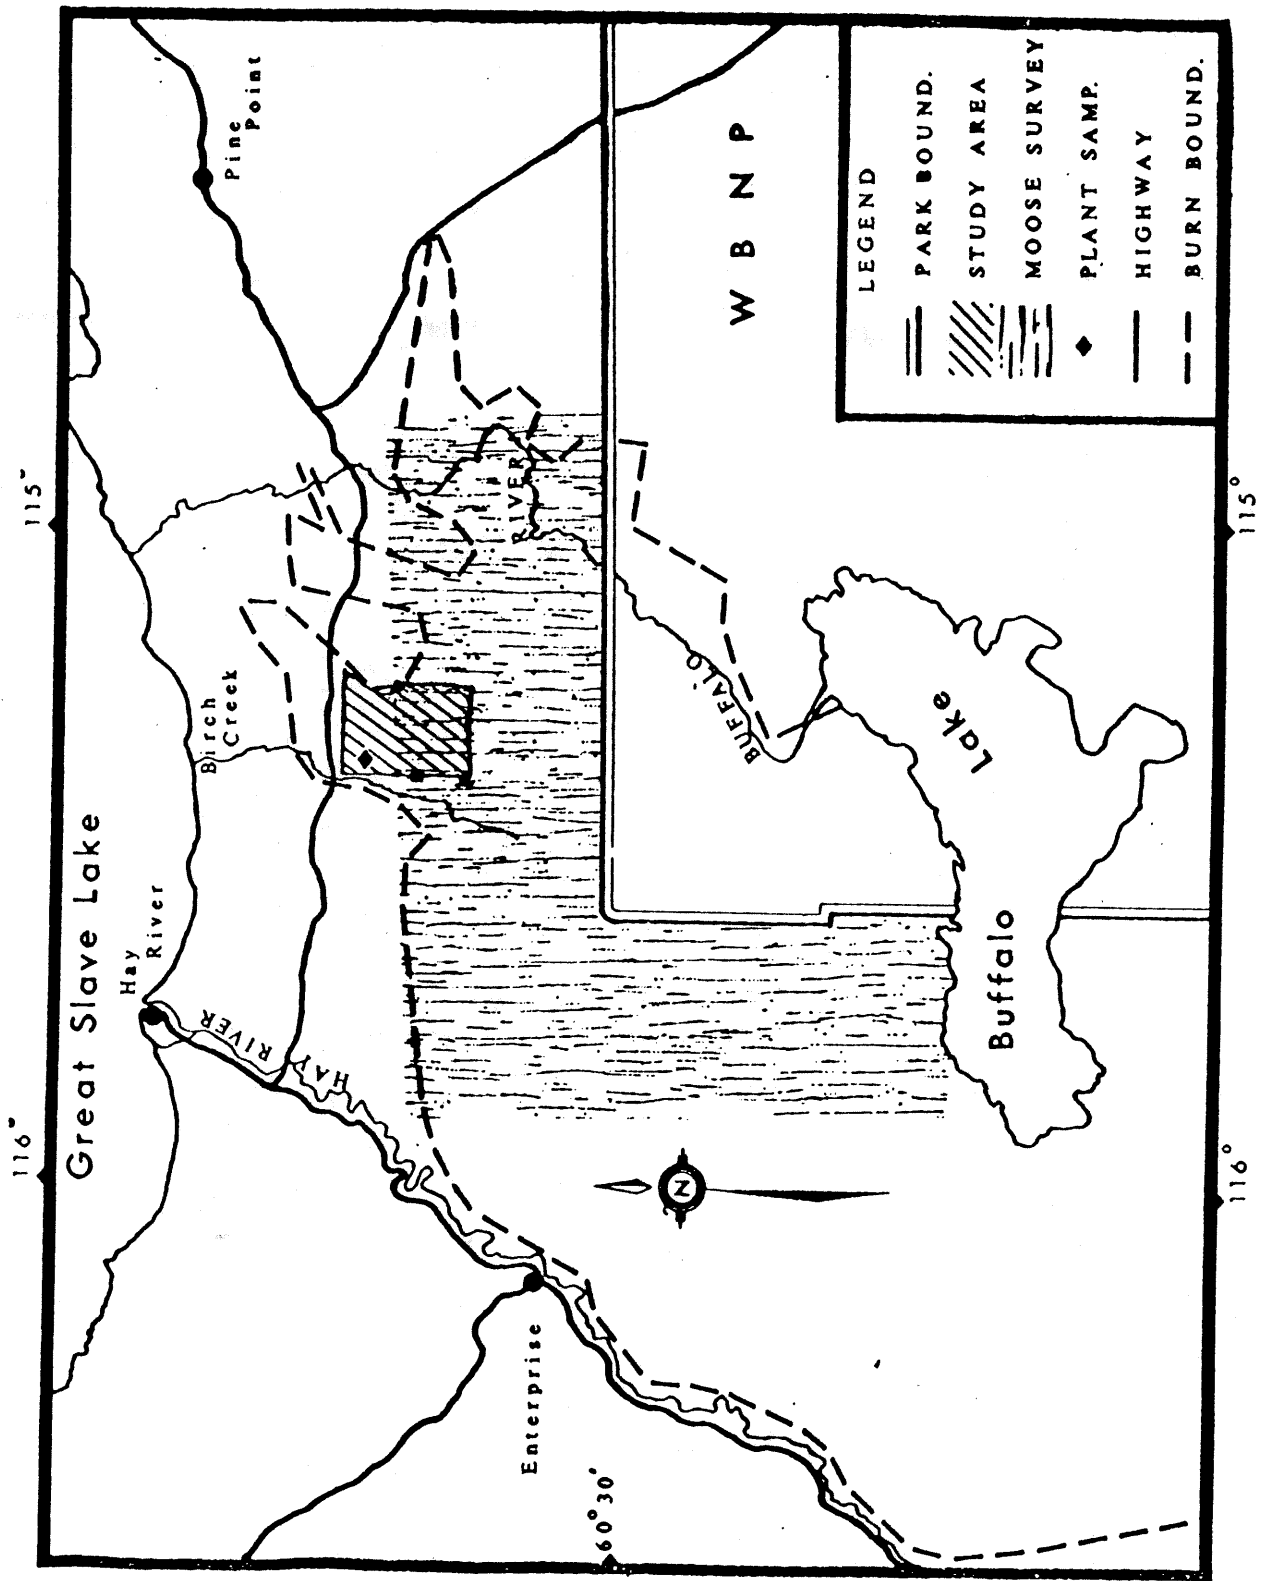 116°
115°
Great Slave Lake
Hay
River
Pine
Point
Birch
Creek
HAY RIVER
RIVER
BUFFALO
Enterprise
60° 30'
N
W B N P
Buffalo
Lake
LEGEND
PARK BOUND.
STUDY AREA
MOOSE SURVEY
PLANT SAMP.
HIGHWAY
BURN BOUND.
116°
115°